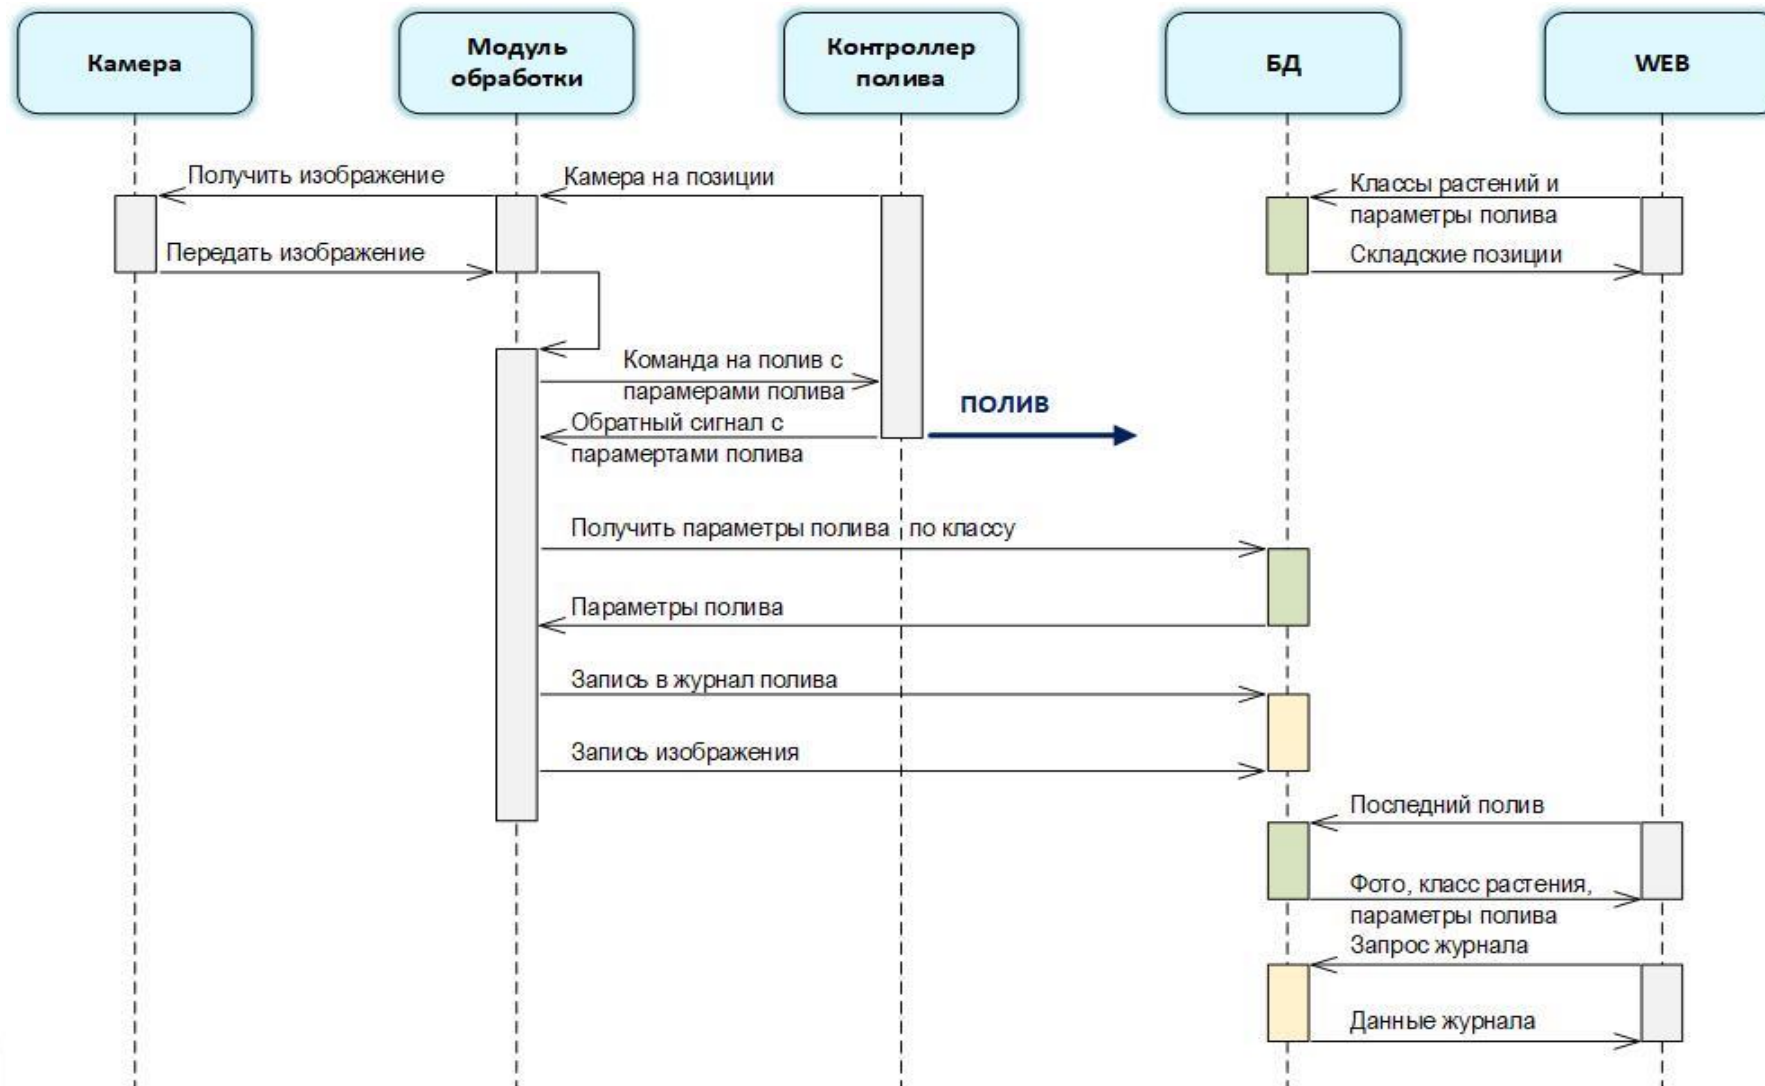 Камера
Модуль
обработки
Контроллер
полива
БД
WEB
Получить изображение
Камера на позиции
Классы растений и
параметры полива
Передать изображение
Складские позиции
Команда на полив с
парамерами полива
ПОЛИВ
Обратный сигнал с
парамертами полива
Получить параметры полива по классу
Параметры полива
Запись в журнал полива
Запись изображения
Последний полив
Фото, класс растения,
параметры полива
Запрос журнала
Данные журнала